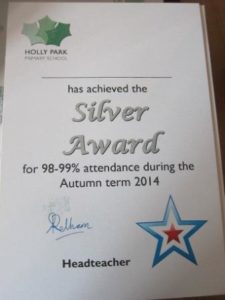 HOLLY PARK
PRIMARY SCHOOL
has achieved the
Silver
Award
for 98-99% attendance during the
Autumn term 2014
Headteacher